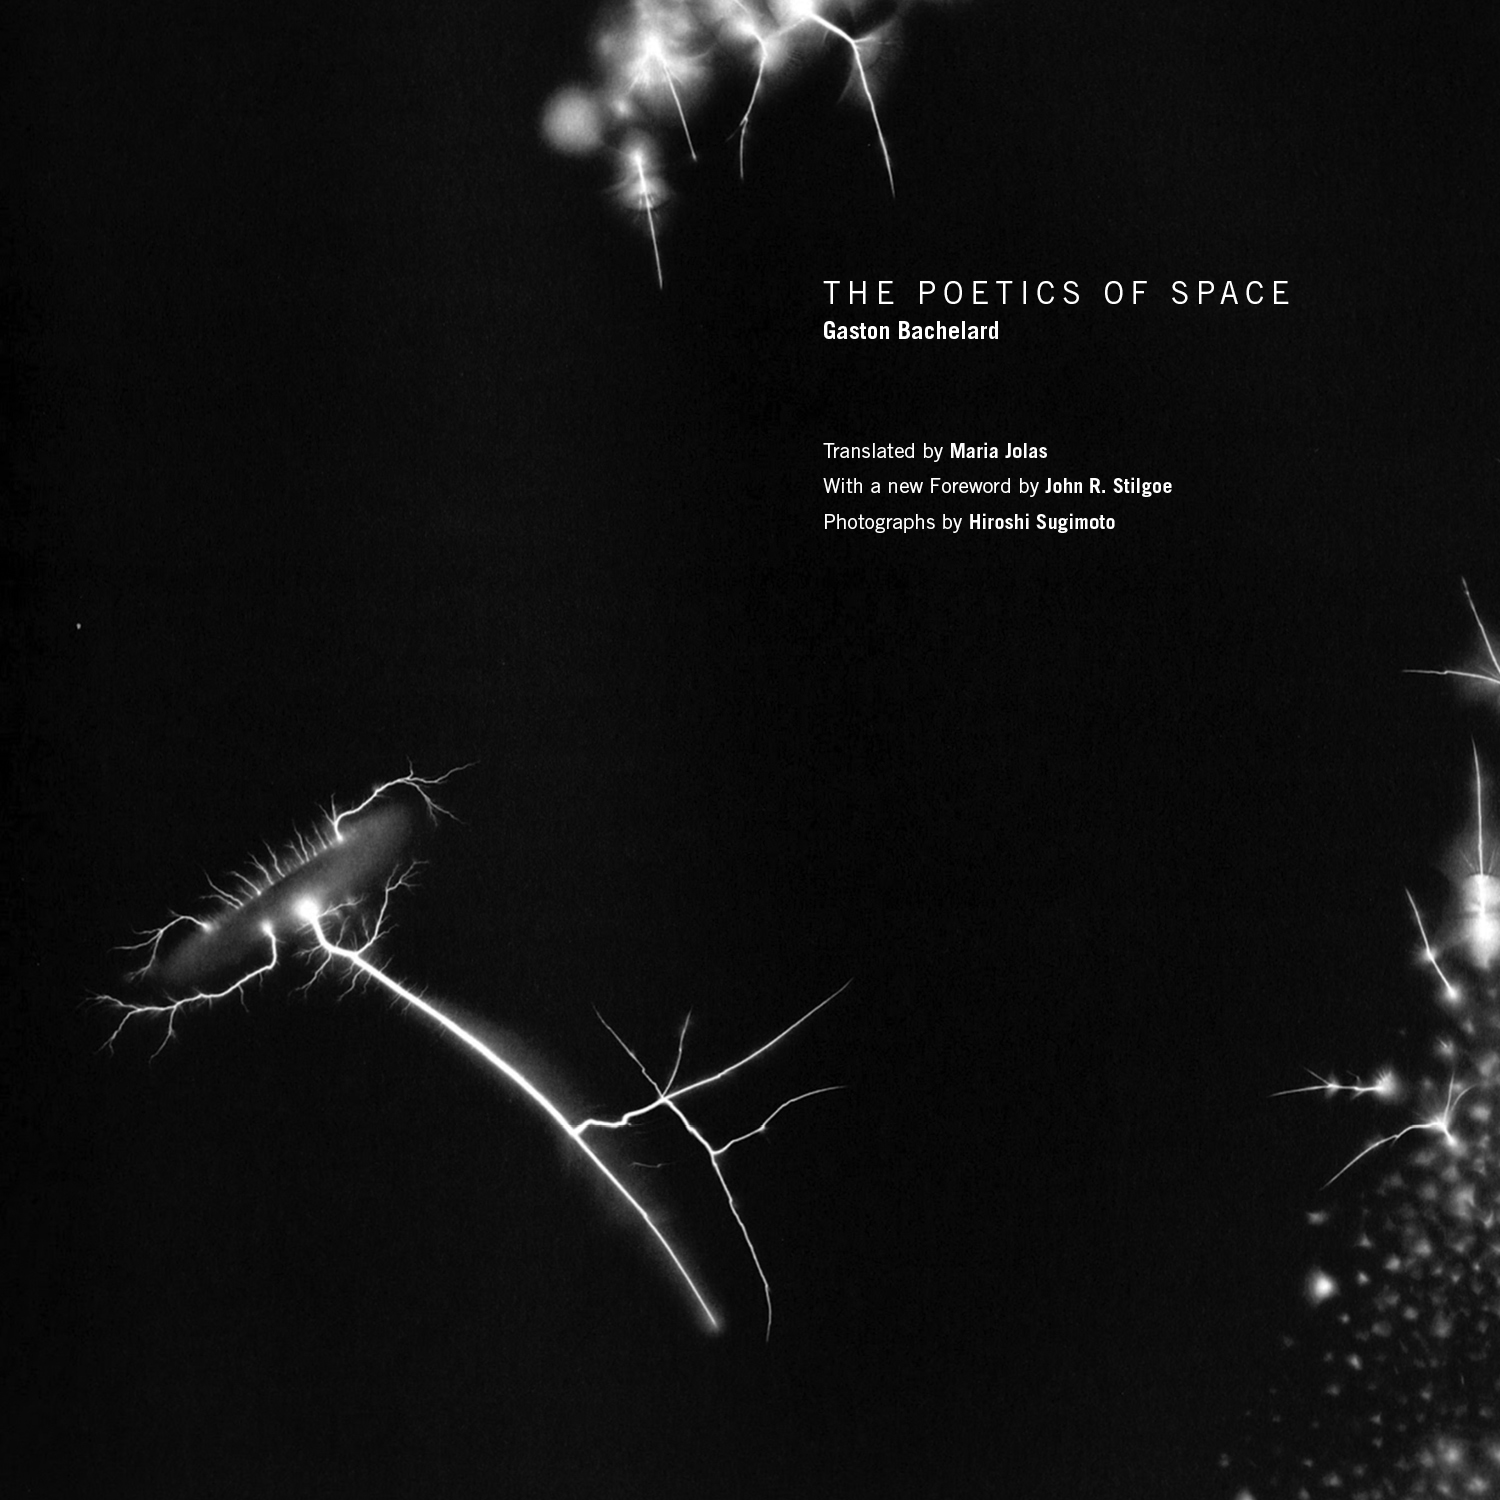 THE POETICS OF SPACE
Gaston Bachelard
Translated by Maria Jolas
With a new Foreword by John R. Stilgoe
Photographs by Hiroshi Sugimoto